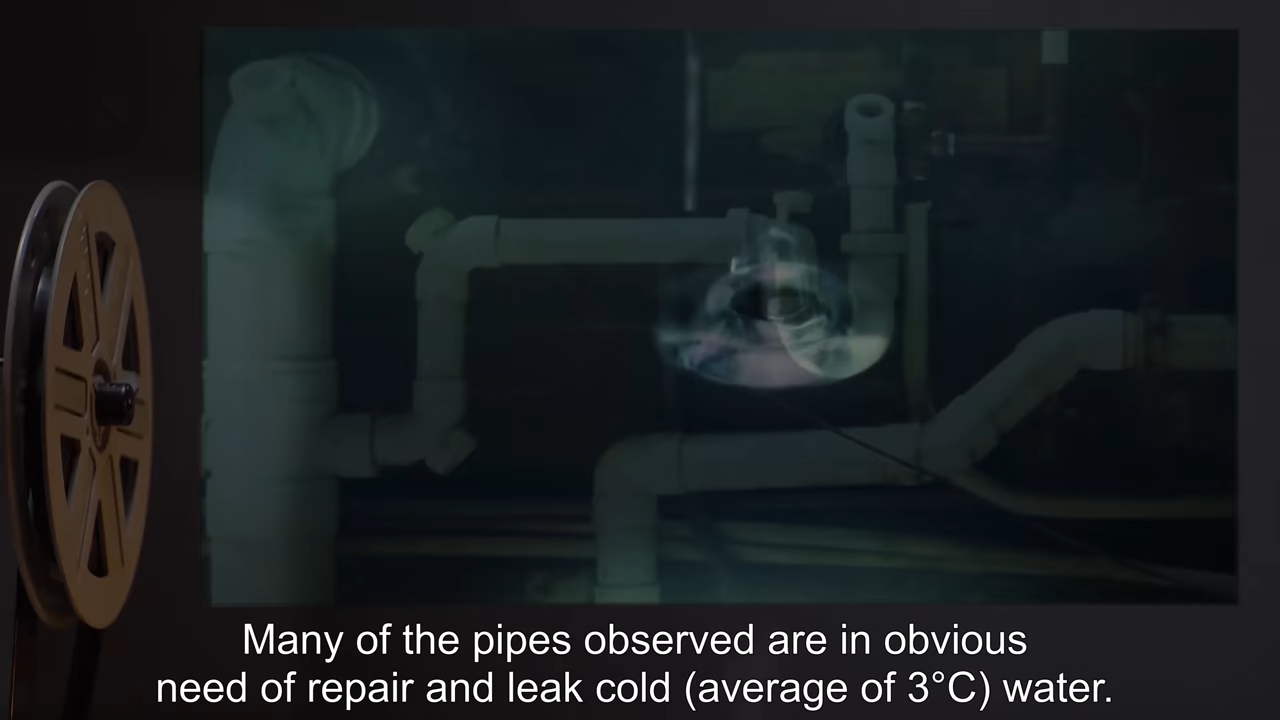 Many of the pipes observed are in obvious
need of repair and leak cold (average of 3°C) water.